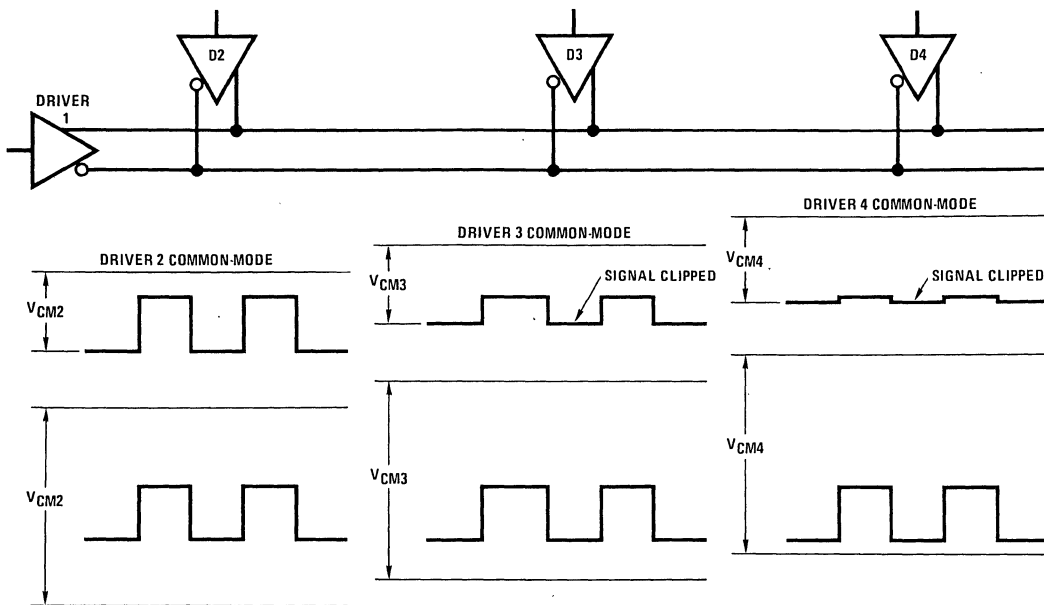 D2
D3
D4
DRIVER
1
DRIVER 2 COMMON-MODE
DRIVER 3 COMMON-MODE
DRIVER 4 COMMON-MODE
VCM2
VCM3
SIGNAL CLIPPED
VCM4
SIGNAL CLIPPED
VCM2
VCM3
VCM4